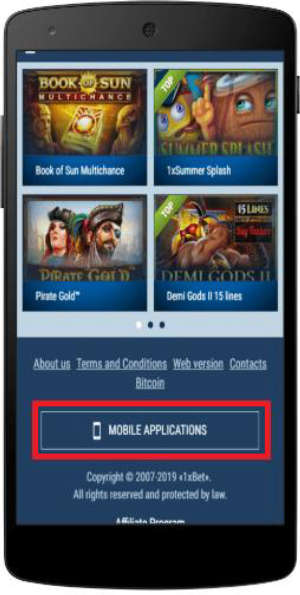 BOOK OF SUN
MULTICHANCE
TOP
SUMMER SPLASH
Book of Sun Multichance
1xSummer Splash
PIRATE GOLD
TOP
15 LINES
DEMI GODS II
Pirate Gold™
Demi Gods II 15 lines
About us Terms and Conditions Web version Contacts
Bitcoin
MOBILE APPLICATIONS
Copyright © 2007-2019 «1xBet».
All rights reserved and protected by law.
Affiliate Program